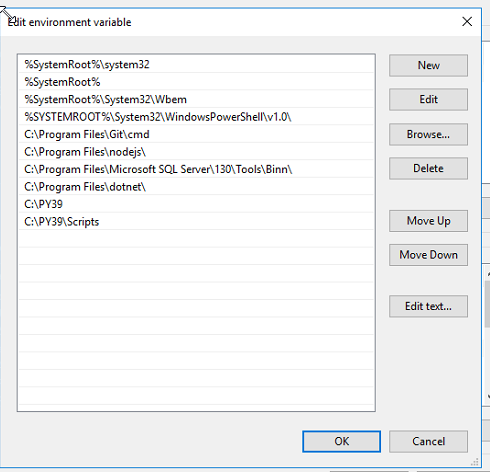 Edit environment variable
%SystemRoot%\system32
%SystemRoot%
%SystemRoot%\System32\Wbem
%SYSTEMROOT%\System32\WindowsPowerShell\v1.0\
C:\Program Files\Git\cmd
C:\Program Files\nodejs\
C:\Program Files\Microsoft SQL Server\130\Tools\Binn\
C:\Program Files\dotnet\
C:\PY39
C:\PY39\Scripts
New
Edit
Browse...
Delete
Move Up
Move Down
Edit text...
OK
Cancel